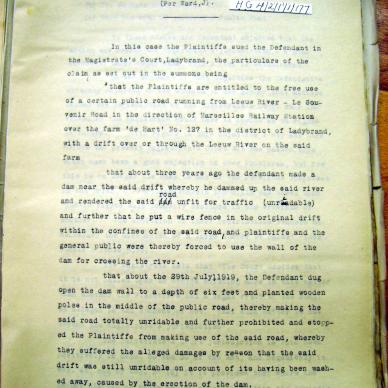 (Per Ward,J).
HG4/2/1/1/77
In this case the Plaintiffs sued the Defendant in
the Magistrate's Court,Ladybrand, the particulars of the
claim as set out in the summons being
'that the Plaintiffs are entitled to the free use
of a certain public road running from Leeuw River - Le Sou-
venir Road in the direction of Marseilles Railway Station
over the farm 'de Hart' No. 127 in the district of Ladybrand,
with a drift over or through the Leeuw River on the said
farm
that about three years ago the defendant made a
dam near the said drift whereby he dammed up the said river
road
and rendered the said unfit for traffic (unridable)
and further that he put a wire fence in the original drift
within the confines of the said road,and plaintiffs and the
general public were thereby forced to use the wall of the
dam for crossing the river.
that about the 29th July,1919, the Defendant dug
open the dam wall to a depth of six feet and planted wooden
poles in the middle of the public road, thereby making the
said road totally unridable and further prohibited and stopp-
ed the Plaintiffs from making use of the said road, whereby
they suffered the alleged damages by reason that the said
drift was still unridable on account of its having been wash-
ed away, caused by the erection of the dam.